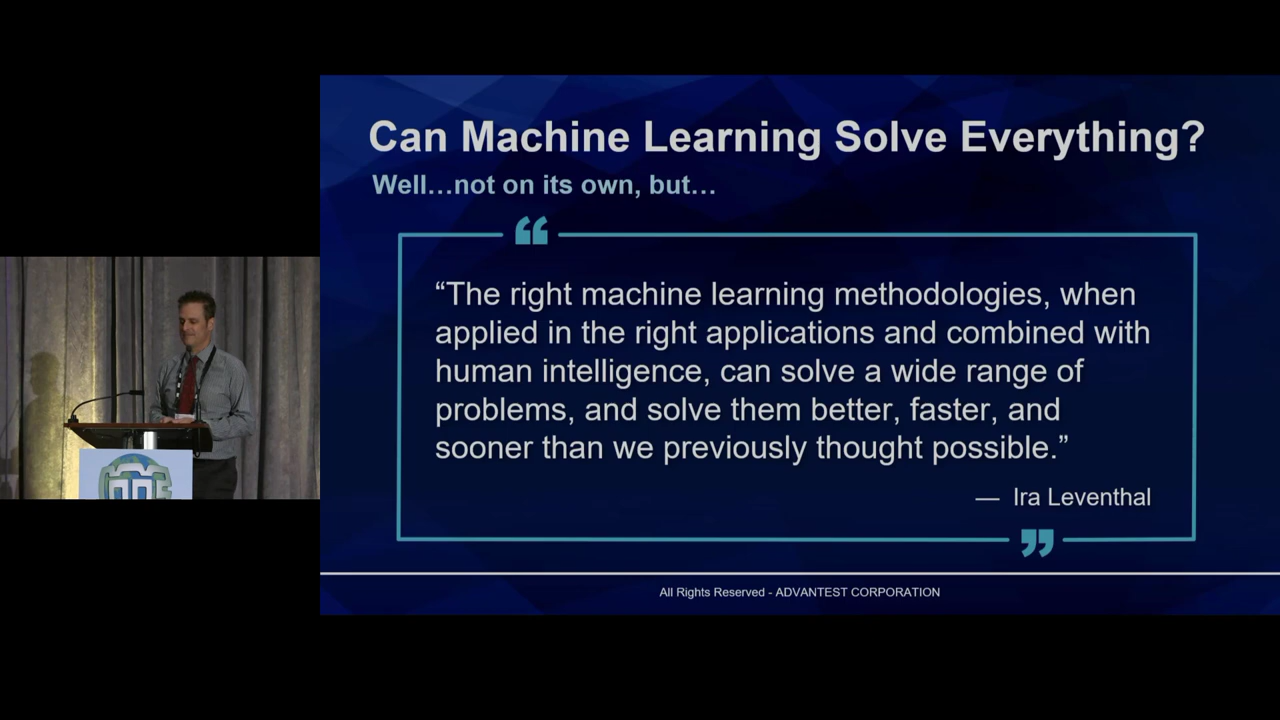 Can Machine Learning Solve Everything?
Well…not on its own, but…
“The right machine learning methodologies, when
applied in the right applications and combined with
human intelligence, can solve a wide range of
problems, and solve them better, faster, and
sooner than we previously thought possible.”
— Ira Leventhal
All Rights Reserved - ADVANTEST CORPORATION